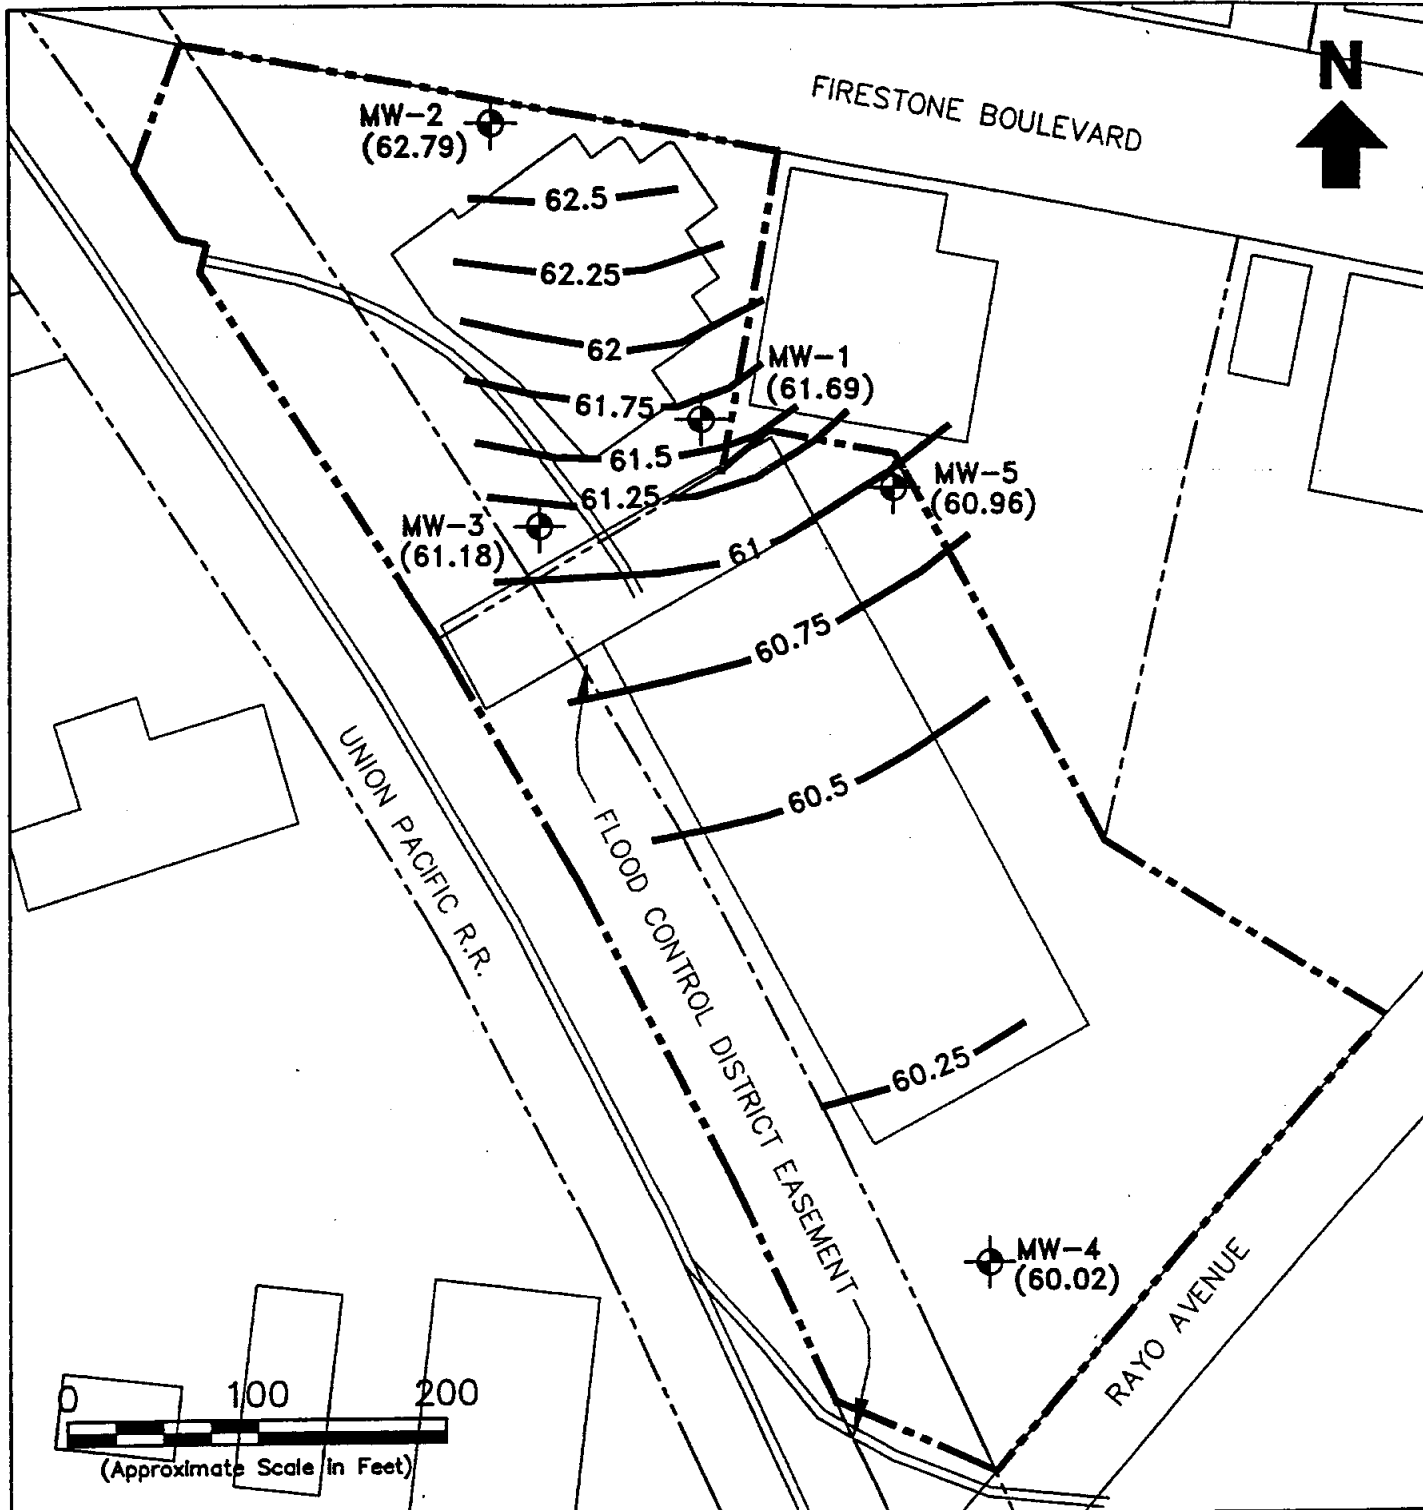 N
FIRESTONE BOULEVARD
MW-2
(62.79)
62.5
62.25
62
MW-1
(61.69)
61.75
61.5
61.25
MW-5
(60.96)
MW-3
(61.18)
61
60.75
60.5
UNION PACIFIC R.R.
FLOOD CONTROL DISTRICT EASEMENT
60.25
MW-4
(60.02)
RAYO AVENUE
0 100 200
(Approximate Scale in Feet)